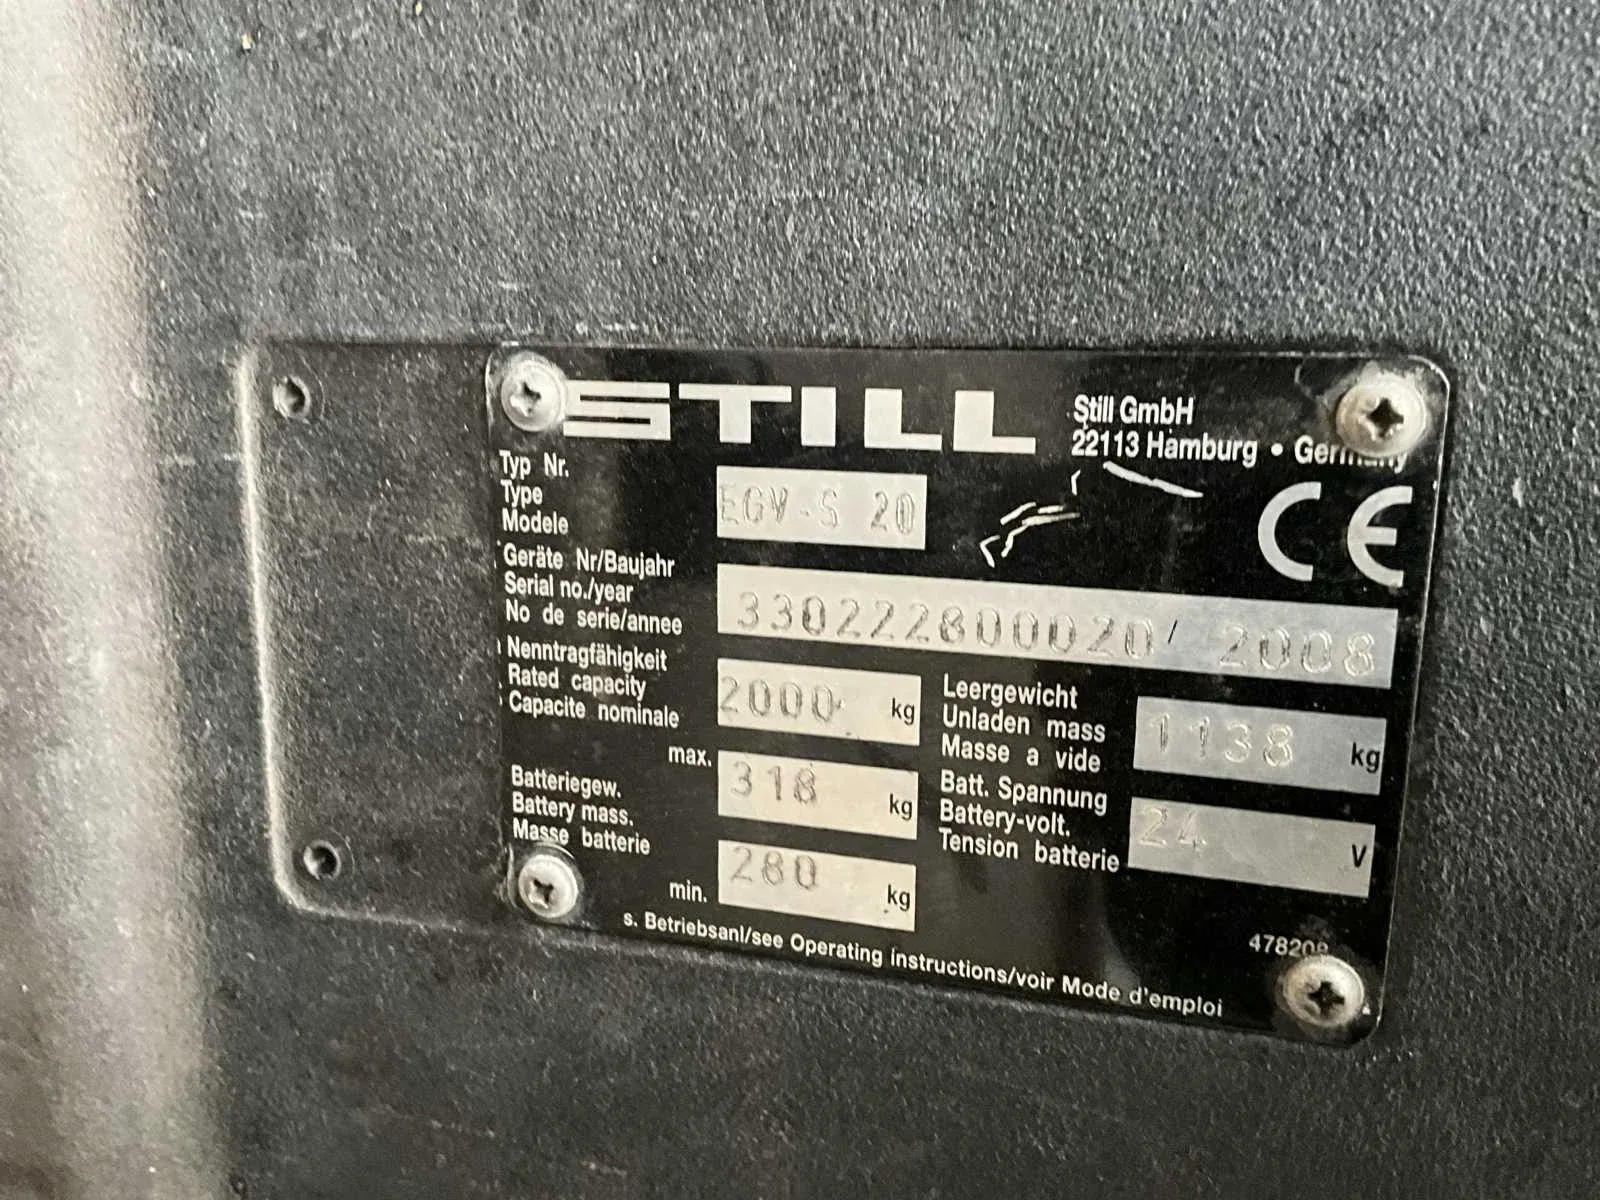 STILL
Still GmbH
22113 Hamburg • Germany
Typ Nr.
Type
Modele
EGV-S 20
CE
Geräte Nr/Baujahr
Serial no./year
No de serie/annee
330222800020/ 2008
Nenntragfähigkeit
Rated capacity
Capacite nominale
2000 kg
Leergewicht
Unladen mass
Masse a vide
1138 kg
max.
318 kg
Batteriegew.
Battery mass.
Masse batterie
min.
280 kg
Batt. Spannung
Battery-volt.
Tension batterie
24 V
s. Betriebsanl/see Operating instructions/voir Mode d'emploi